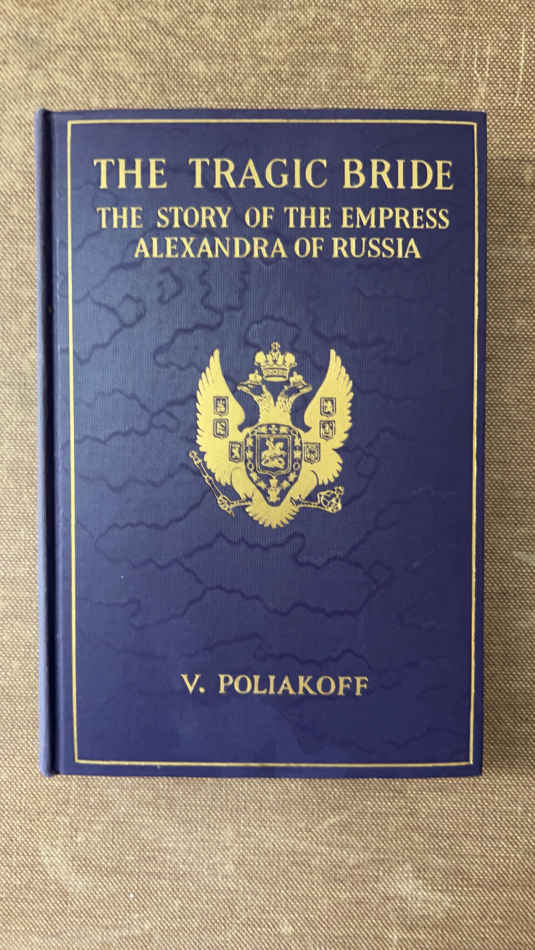 THE TRAGIC BRIDE
THE STORY OF THE EMPRESS
ALEXANDRA OF RUSSIA
V. POLIAKOFF